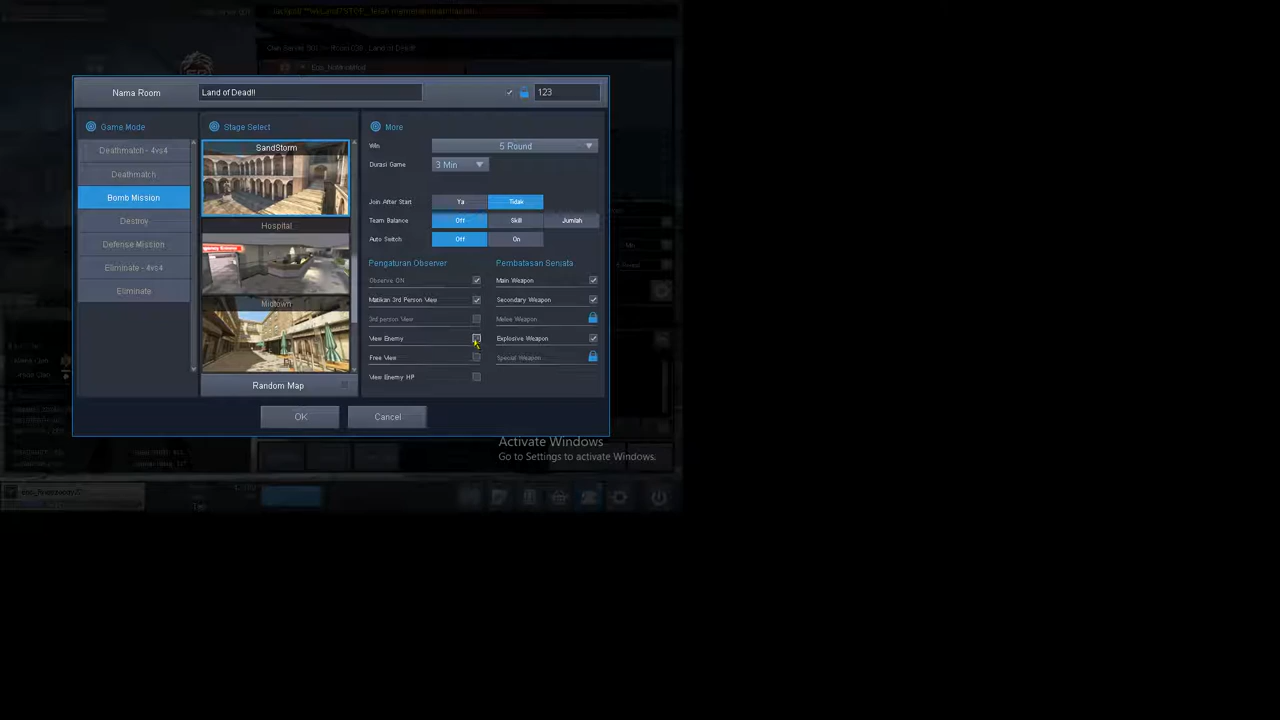 Nama Room
Land of Dead!!
123
Game Mode
Stage Select
More
Deathmatch - 4vs4
Deathmatch
Bomb Mission
Destroy
Defense Mission
Eliminate - 4vs4
Eliminate
SandStorm
Hospital
Midtown
Random Map
Win
5 Round
Durasi Game
3 Min
Join After Start
Ya
Tidak
Team Balance
Off
Skill
Jumlah
Auto Switch
Off
On
Pengaturan Observer
Observe ON
Matikan 3rd Person View
3rd person View
View Enemy
Free View
View Enemy HP
Pembatasan Senjata
Main Weapon
Secondary Weapon
Melee Weapon
Explosive Weapon
Special Weapon
OK
Cancel
Activate Windows
Go to Settings to activate Windows.